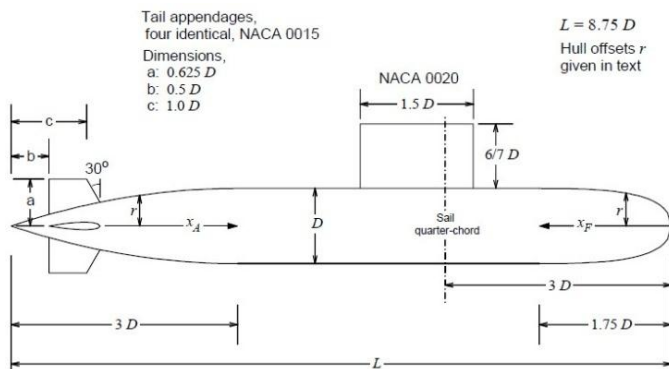 Tail appendages,
four identical, NACA 0015
Dimensions,
a: 0.625 D
b: 0.5 D
c: 1.0 D
L = 8.75 D
Hull offsets r
given in text
NACA 0020
1.5 D
c
b
30°
a
6/7 D
r
x_A
D
Sail
quarter-chord
x_F
r
3 D
3 D
1.75 D
L